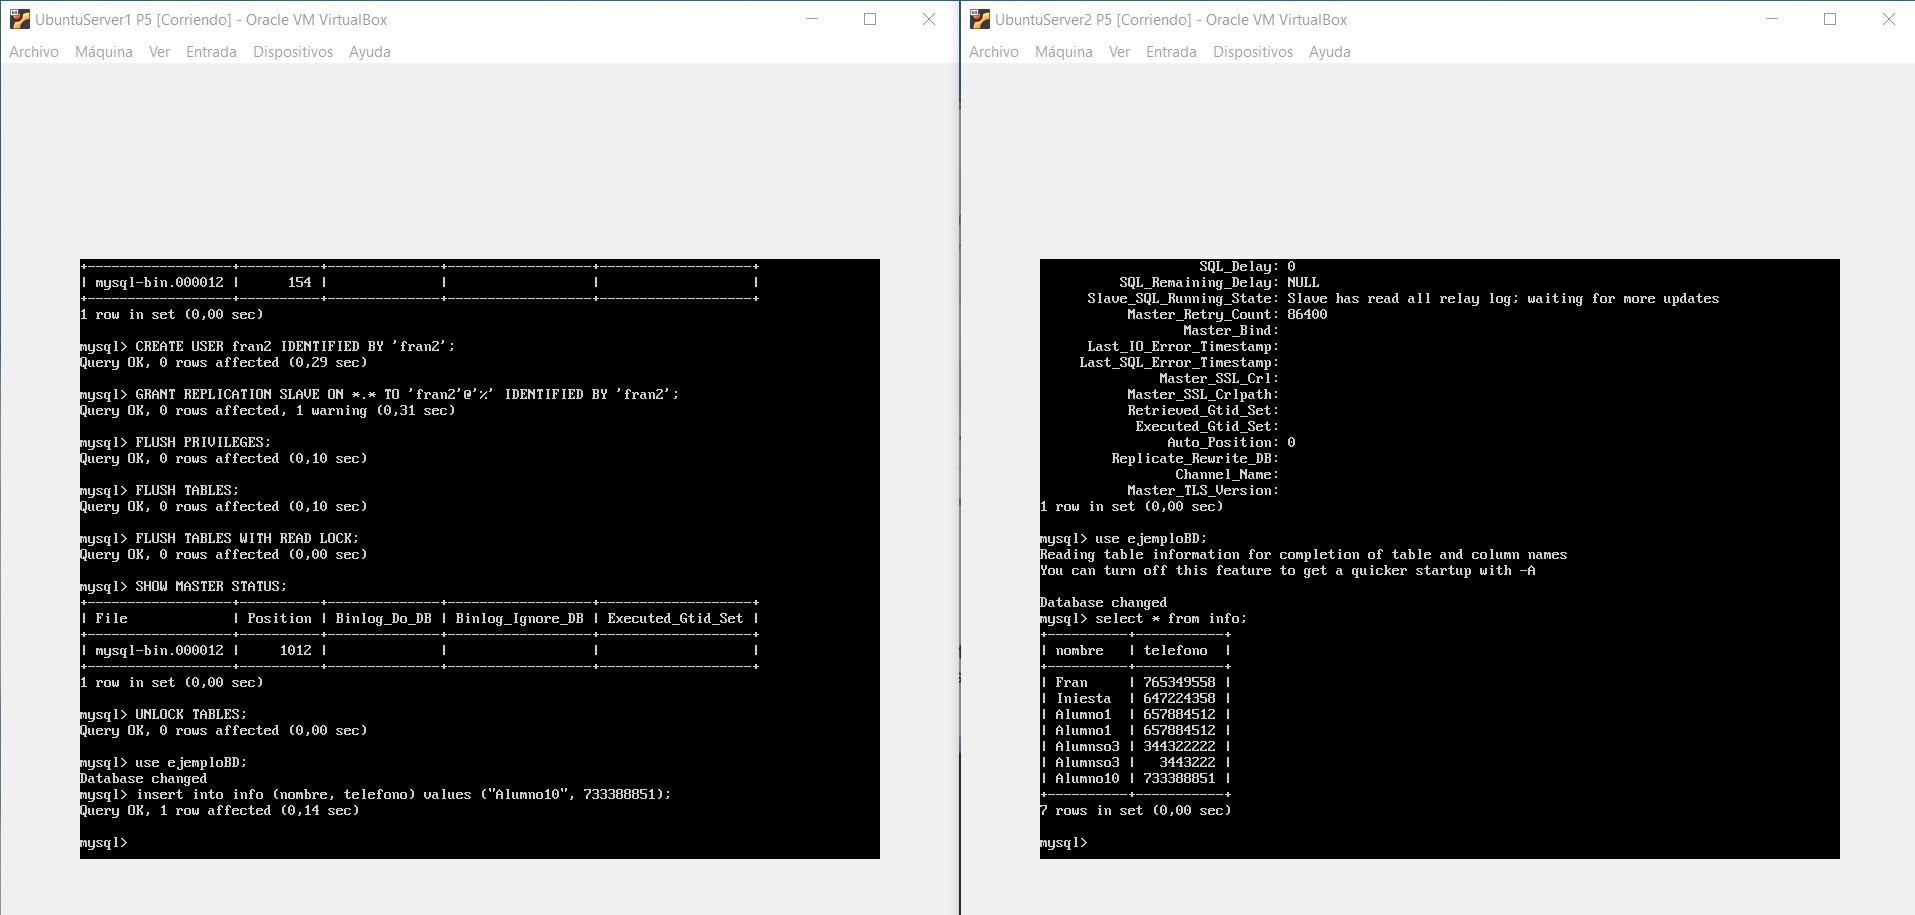 UbuntuServer1 P5 [Corriendo] - Oracle VM VirtualBox
Archivo Máquina Ver Entrada Dispositivos Ayuda
+------------------+----------+--------------+------------------+-------------------+
| mysql-bin.000012 |      154 |              |                  |                   |
+------------------+----------+--------------+------------------+-------------------+
1 row in set (0,00 sec)
mysql> CREATE USER fran2 IDENTIFIED BY 'fran2';
Query OK, 0 rows affected (0,29 sec)
mysql> GRANT REPLICATION SLAVE ON *.* TO 'fran2'@'%' IDENTIFIED BY 'fran2';
Query OK, 0 rows affected, 1 warning (0,31 sec)
mysql> FLUSH PRIVILEGES;
Query OK, 0 rows affected (0,10 sec)
mysql> FLUSH TABLES;
Query OK, 0 rows affected (0,10 sec)
mysql> FLUSH TABLES WITH READ LOCK;
Query OK, 0 rows affected (0,00 sec)
mysql> SHOW MASTER STATUS;
+------------------+----------+--------------+------------------+-------------------+
| File             | Position | Binlog_Do_DB | Binlog_Ignore_DB | Executed_Gtid_Set |
+------------------+----------+--------------+------------------+-------------------+
| mysql-bin.000012 |     1012 |              |                  |                   |
+------------------+----------+--------------+------------------+-------------------+
1 row in set (0,00 sec)
mysql> UNLOCK TABLES;
Query OK, 0 rows affected (0,00 sec)
mysql> use ejemploBD;
Database changed
mysql> insert into info (nombre, telefono) values ("Alumno10", 733388851);
Query OK, 1 row affected (0,14 sec)
mysql>
UbuntuServer2 P5 [Corriendo] - Oracle VM VirtualBox
Archivo Máquina Ver Entrada Dispositivos Ayuda
SQL_Delay: 0
SQL_Remaining_Delay: NULL
Slave_SQL_Running_State: Slave has read all relay log; waiting for more updates
Master_Retry_Count: 86400
Master_Bind:
Last_IO_Error_Timestamp:
Last_SQL_Error_Timestamp:
Master_SSL_Crl:
Master_SSL_Crlpath:
Retrieved_Gtid_Set:
Executed_Gtid_Set:
Auto_Position: 0
Replicate_Rewrite_DB:
Channel_Name:
Master_TLS_Version:
1 row in set (0,00 sec)
mysql> use ejemploBD;
Reading table information for completion of table and column names
You can turn off this feature to get a quicker startup with -A
Database changed
mysql> select * from info;
+----------+-----------+
| nombre   | telefono  |
+----------+-----------+
| Fran     | 765349558 |
| Iniesta  | 647224358 |
| Alumno1  | 657884512 |
| Alumno1  | 657884512 |
| Alumnso3 | 344322222 |
| Alumnso3 |   3443222 |
| Alumno10 | 733388851 |
+----------+-----------+
7 rows in set (0,00 sec)
mysql>